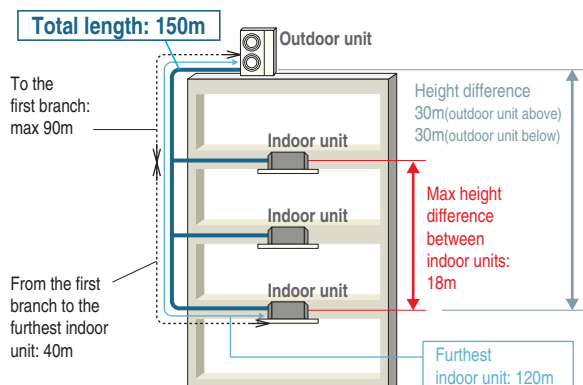 Total length: 150m
Outdoor unit
To the
first branch:
max 90m
Height difference
30m(outdoor unit above)
30m(outdoor unit below)
Indoor unit
Max height
difference
between
indoor units:
18m
Indoor unit
From the first
branch to the
furthest indoor
unit: 40m
Indoor unit
Furthest
indoor unit: 120m